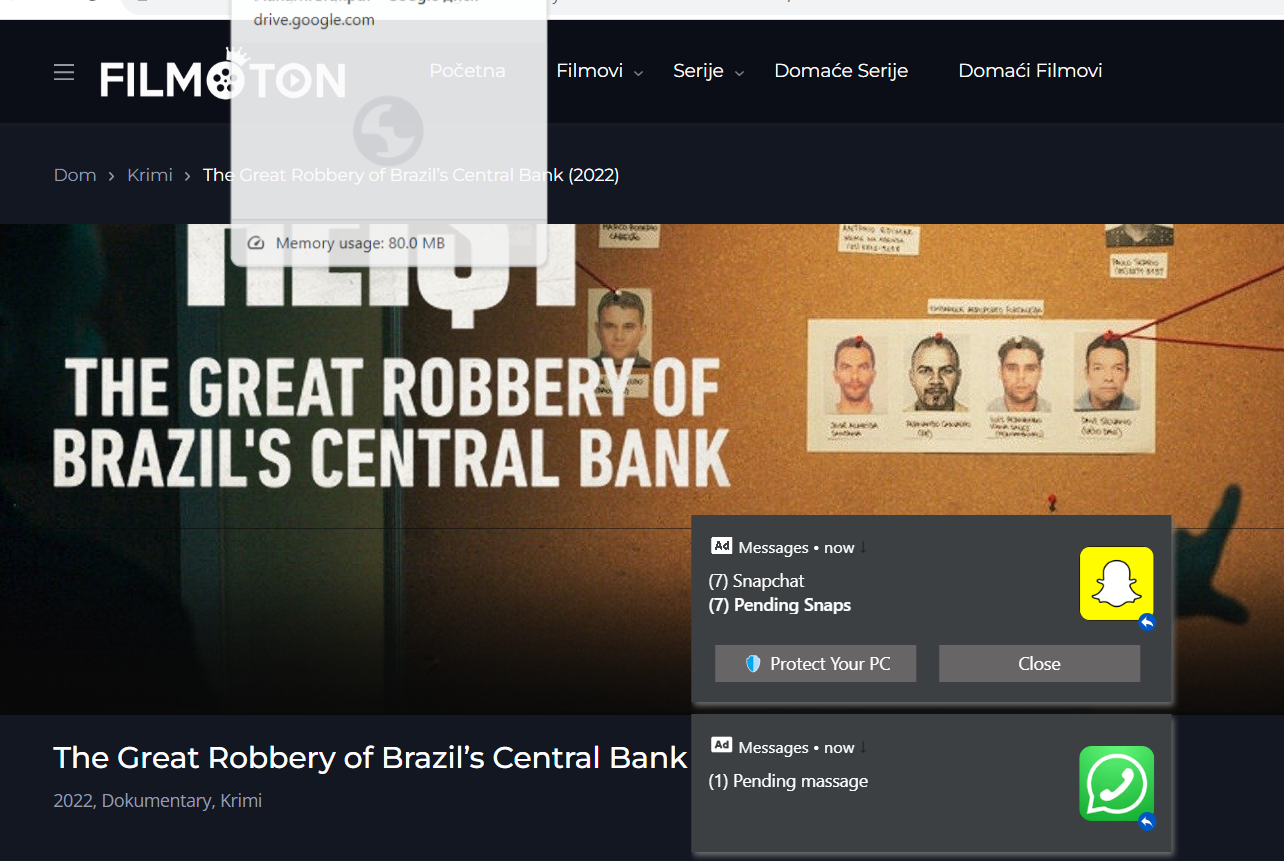 drive.google.com
FILMOTON
Početna
Filmovi
Serije
Domaće Serije
Domaći Filmovi
Dom > Krimi > The Great Robbery of Brazil’s Central Bank (2022)
Memory usage: 80.0 MB
HEI$T
THE GREAT ROBBERY OF
BRAZIL'S CENTRAL BANK
Ad Messages • now
(7) Snapchat
(7) Pending Snaps
Protect Your PC
Close
The Great Robbery of Brazil’s Central Bank
2022, Dokumentary, Krimi
Ad Messages • now
(1) Pending massage